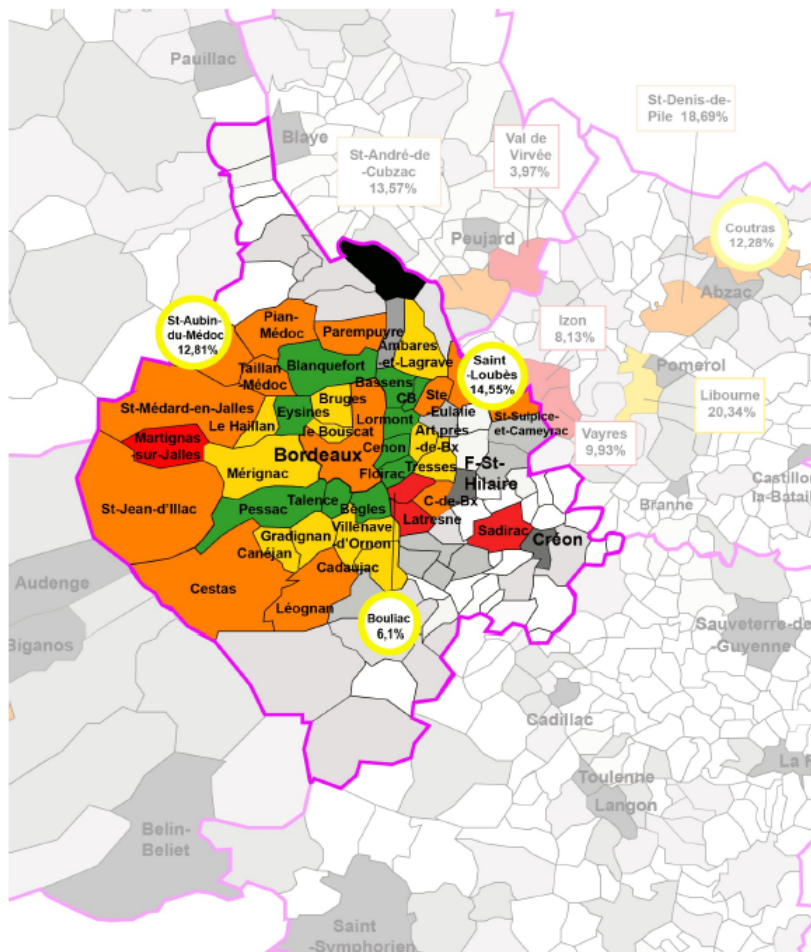 Pauillac
St-Denis-de-
Pile 18,69%
Blaye
St-André-de
-Cubzac
13,57%
Val de
Virvée
3,97%
Coutras
12,28%
Peujard
Abzac
St-Aubin
du-Médoc
12,81%
Pian-
Médoc
Parempuyre
Izon
8,13%
Ambares
-et-Lagrave
Saint
-Loubès
14,55%
Pomerol
Taillan
-Médoc
Blanquefort
Bassens
Libourne
20,34%
St-Médard-en-Jalles
Bruges
CB
Ste
-Eulalie
Eysines
Le Haillan
Lormont
St-Sulpice-
et-Cameyrac
le Bouscat
Art.près
-de-Bx
Vayres
9,93%
Martignas
sur-Jalles
Bordeaux
Cenon
F-St-
Hilaire
Mérignac
Floirac
Tresses
Castillon
la-Batail
Branne
St-Jean-d'Illac
Pessac
Talence
Bègles
C-de-Bx
Latresne
Sadirac
Créon
Gradignan
Villenave
-d'Ornon
Canéjan
Cadaujac
Audenge
Cestas
Léognan
Bouliac
6,1%
Biganos
Sauveterre-de
-Guyenne
Cadillac
La R
Toulenne
Langon
Belin-
Beliet
Saint
-Symphorien